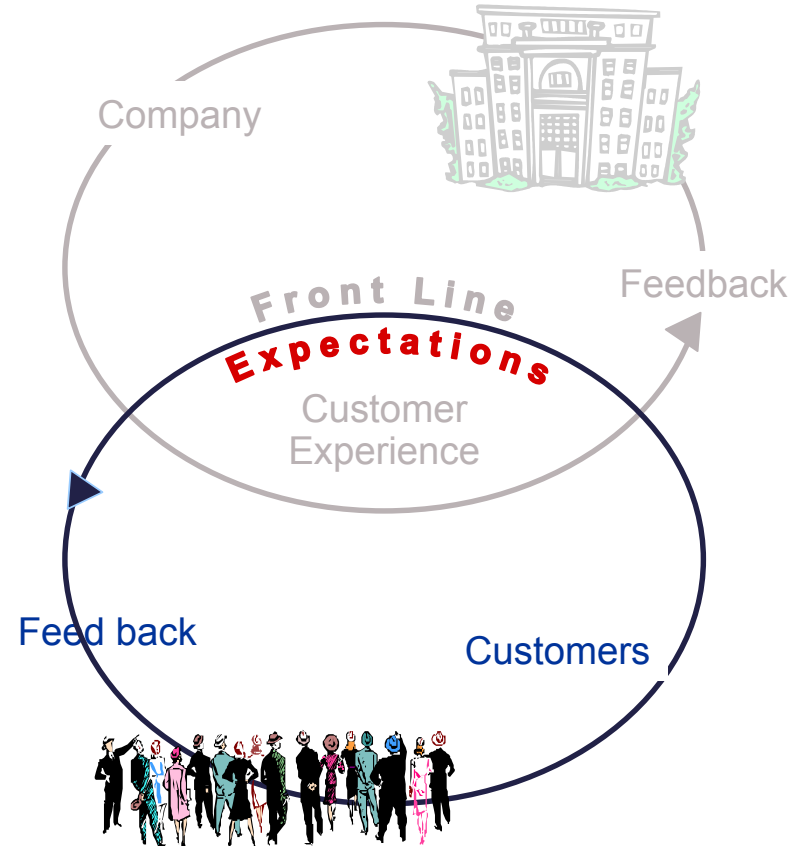 Company
Feedback
Front Line
Expectations
Customer
Experience
Feed back
Customers